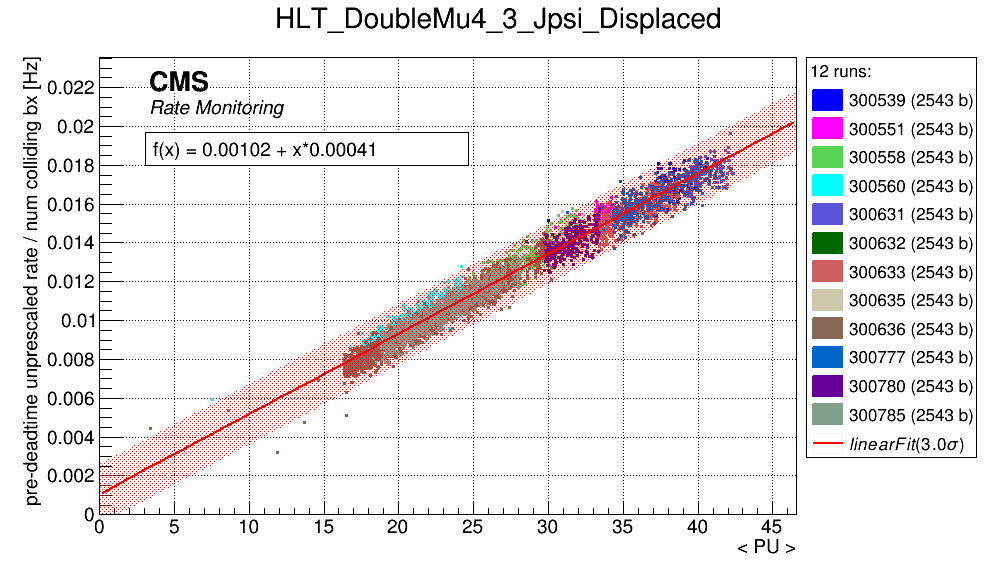 HLT_DoubleMu4_3_Jpsi_Displaced
pre-deadtime unprescaled rate / num colliding bx [Hz]
CMS
Rate Monitoring
f(x) = 0.00102 + x*0.00041
0.022
0.02
0.018
0.016
0.014
0.012
0.01
0.008
0.006
0.004
0.002
0
0 5 10 15 20 25 30 35 40 45
< PU >
12 runs:
300539 (2543 b)
300551 (2543 b)
300558 (2543 b)
300560 (2543 b)
300631 (2543 b)
300632 (2543 b)
300633 (2543 b)
300635 (2543 b)
300636 (2543 b)
300777 (2543 b)
300780 (2543 b)
300785 (2543 b)
linearFit(3.0σ)